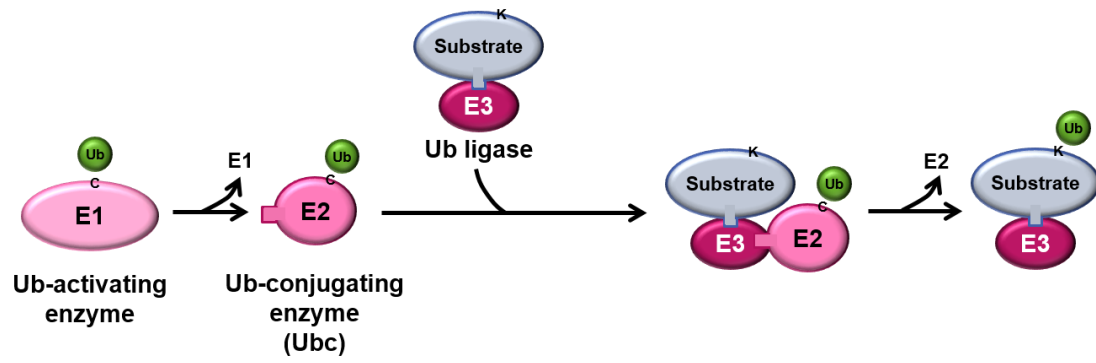 K
Substrate
E3
Ub ligase
Ub
C
E1
Ub-activating
enzyme
E1
Ub
C
E2
Ub-conjugating
enzyme
(Ubc)
K
Substrate
E3
Ub
C
E2
E2
Ub
K
Substrate
E3